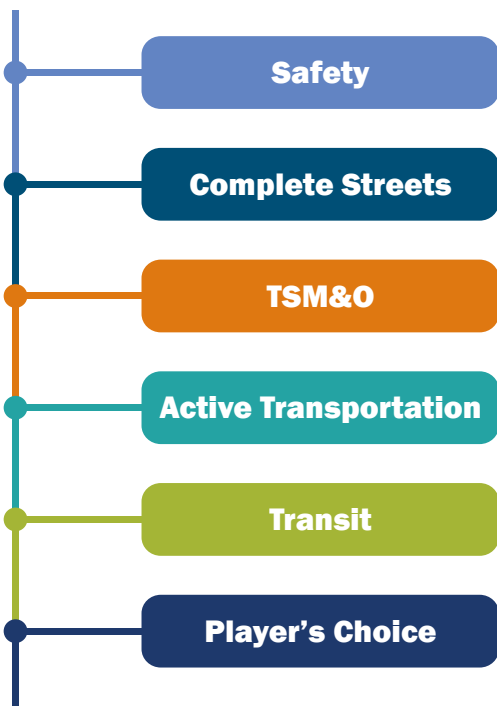 Safety
Complete Streets
TSM&O
Active Transportation
Transit
Player’s Choice